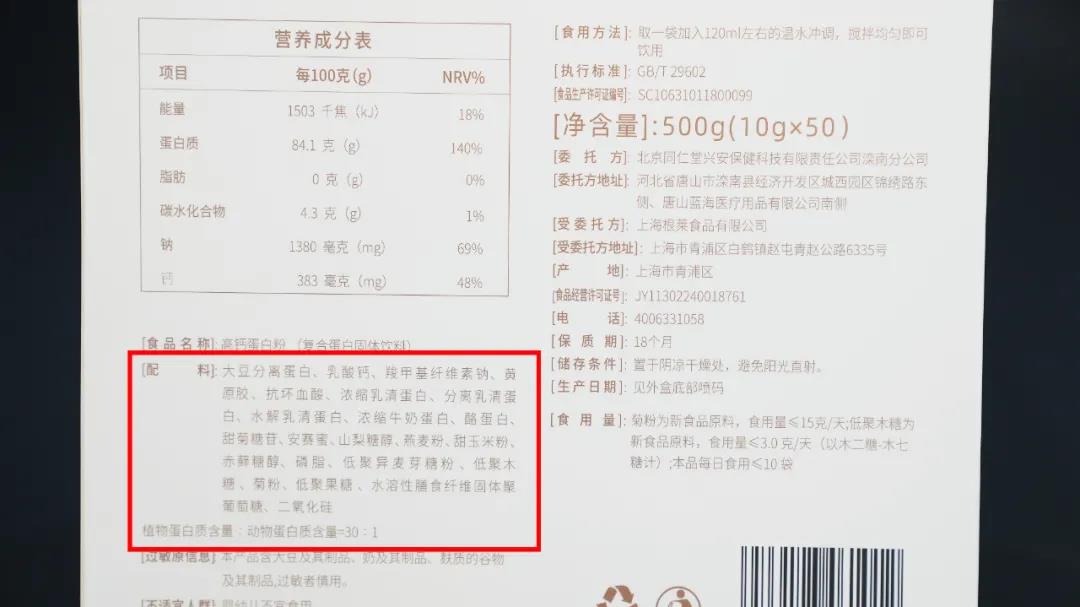 营养成分表
项目 每100克(g) NRV%
能量 1503 千焦 (kJ) 18%
蛋白质 84.1 克 (g) 140%
脂肪 0 克 (g) 0%
碳水化合物 4.3 克 (g) 1%
钠 1380 毫克 (mg) 69%
钙 383 毫克 (mg) 48%
[食品名称]: 高钙蛋白粉 (复合蛋白固体饮料)
[配 料]: 大豆分离蛋白、乳酸钙、羧甲基纤维素钠、黄
原胶、抗坏血酸、浓缩乳清蛋白、分离乳清蛋
白、水解乳清蛋白、浓缩牛奶蛋白、酪蛋白、
甜菊糖苷、安赛蜜、山梨糖醇、燕麦粉、甜玉米粉、
赤藓糖醇、磷脂、低聚异麦芽糖粉、低聚木
糖、菊粉、低聚果糖、水溶性膳食纤维固体聚
葡萄糖、二氧化硅
植物蛋白质含量：动物蛋白质含量=30：1
[过敏原信息]: 本产品含大豆及其制品、奶及其制品、麸质的谷物
及其制品,过敏者慎用。
[不适宜人群]: 婴幼儿不宜食用
[食用方法]: 取一袋加入120ml左右的温水冲调，搅拌均匀即可
饮用
[执行标准]: GB/T 29602
[食品生产许可证编号]: SC10631011800099
[净含量]:500g(10g×50)
[委 托 方]: 北京同仁堂兴安保健科技有限责任公司滦南分公司
[委托方地址]: 河北省唐山市滦南县经济开发区城西园区锦绣路东
侧、唐山蓝海医疗用品有限公司南侧
[受委托方]: 上海根莱食品有限公司
[受委托方地址]: 上海市青浦区白鹤镇赵屯青赵公路6335号
[产 地]: 上海市青浦区
[食品经营许可证号]: JY11302240018761
[电 话]: 4006331058
[保 质 期]: 18个月
[储存条件]: 置于阴凉干燥处，避免阳光直射。
[生产日期]: 见外盒底部喷码
[食 用 量]: 菊粉为新食品原料，食用量≤15克/天;低聚木糖为
新食品原料，食用量≤3.0 克/天（以木二糖-木七
糖计）;本品每日食用≤10 袋